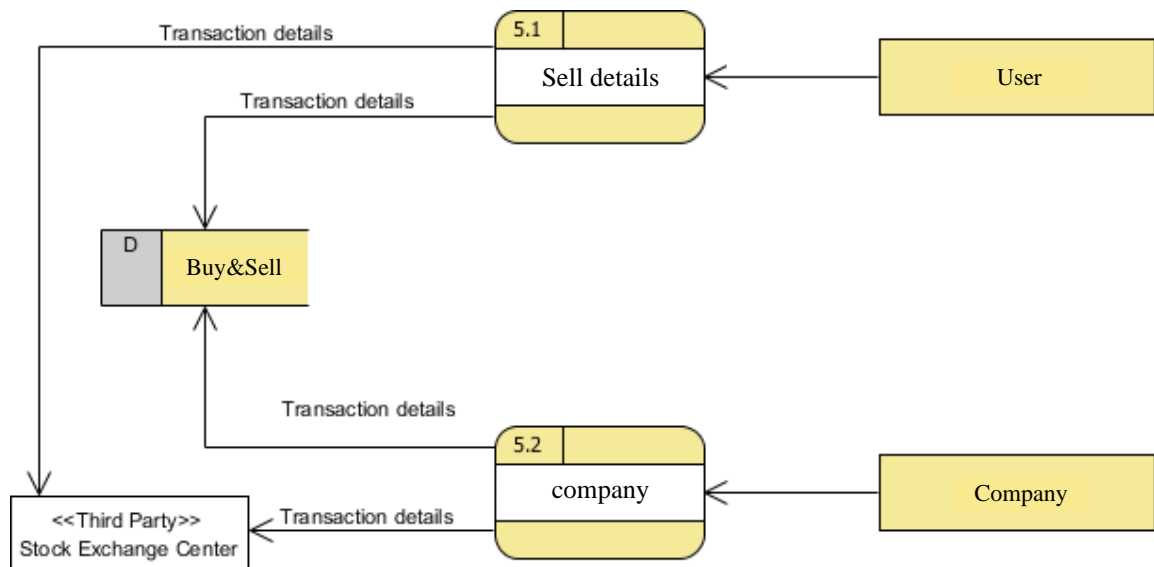 Transaction details
5.1
Sell details
User
Transaction details
D
Buy&Sell
Transaction details
5.2
company
Company
<<Third Party>>
Stock Exchange Center
Transaction details